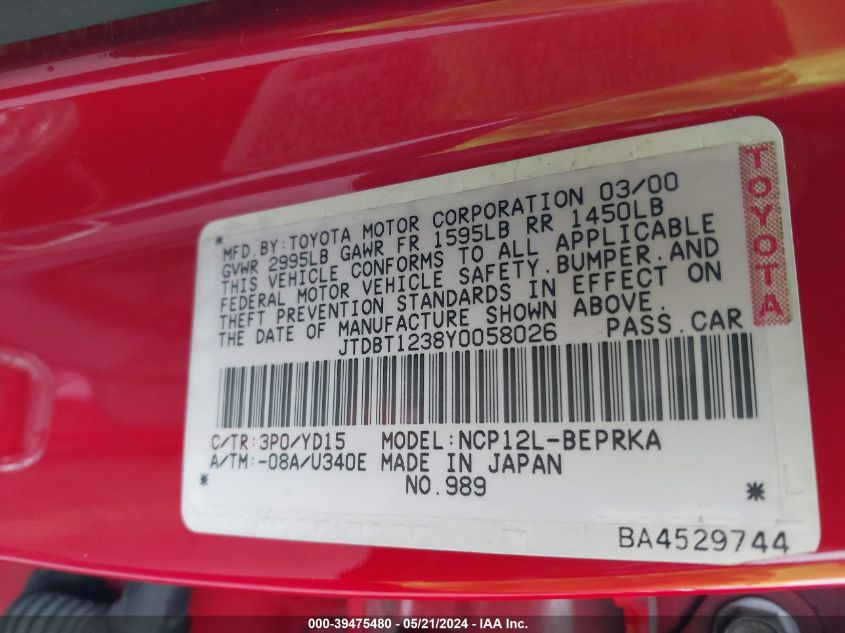 * MFD.BY:TOYOTA MOTOR CORPORATION 03/00
GVWR 2995LB GAWR FR 1595LB RR 1450LB
THIS VEHICLE CONFORMS TO ALL APPLICABLE
FEDERAL MOTOR VEHICLE SAFETY.BUMPER.AND
THEFT PREVENTION STANDARDS IN EFFECT ON
THE DATE OF MANUFACTURE SHOWN ABOVE.
JTDBT1238Y0058026 PASS.CAR
TOYOTA
C/TR:3P0/YD15 MODEL:NCP12L-BEPRKA
A/TM:-08A/U340E MADE IN JAPAN
* NO.989 *
BA4529744
000-39475480 - 05/21/2024 - IAA Inc.